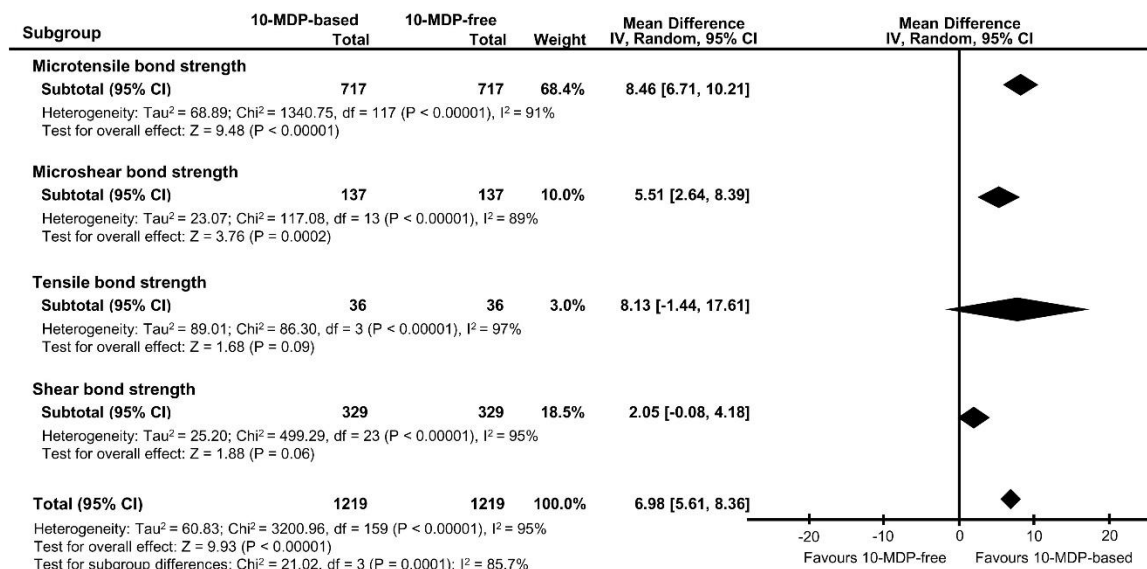 Subgroup 10-MDP-based Total 10-MDP-free Total Weight Mean Difference IV, Random, 95% CI Mean Difference IV, Random, 95% CI
Microtensile bond strength
Subtotal (95% CI) 717 717 68.4% 8.46 [6.71, 10.21]
Heterogeneity: Tau² = 68.89; Chi² = 1340.75, df = 117 (P < 0.00001), I² = 91%
Test for overall effect: Z = 9.48 (P < 0.00001)
Microshear bond strength
Subtotal (95% CI) 137 137 10.0% 5.51 [2.64, 8.39]
Heterogeneity: Tau² = 23.07; Chi² = 117.08, df = 13 (P < 0.00001), I² = 89%
Test for overall effect: Z = 3.76 (P = 0.0002)
Tensile bond strength
Subtotal (95% CI) 36 36 3.0% 8.13 [-1.44, 17.61]
Heterogeneity: Tau² = 89.01; Chi² = 86.30, df = 3 (P < 0.00001), I² = 97%
Test for overall effect: Z = 1.68 (P = 0.09)
Shear bond strength
Subtotal (95% CI) 329 329 18.5% 2.05 [-0.08, 4.18]
Heterogeneity: Tau² = 25.20; Chi² = 499.29, df = 23 (P < 0.00001), I² = 95%
Test for overall effect: Z = 1.88 (P = 0.06)
Total (95% CI) 1219 1219 100.0% 6.98 [5.61, 8.36]
Heterogeneity: Tau² = 60.83; Chi² = 3200.96, df = 159 (P < 0.00001), I² = 95%
Test for overall effect: Z = 9.93 (P < 0.00001)
Test for subgroup differences: Chi² = 21.02, df = 3 (P = 0.0001); I² = 85.7%
-20 -10 0 10 20
Favours 10-MDP-free Favours 10-MDP-based